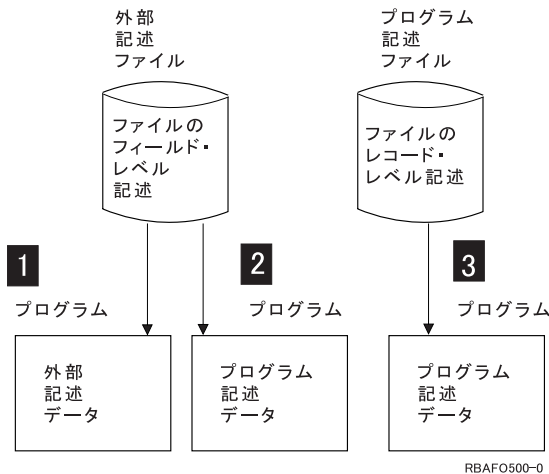 外部
記述
ファイル
プログラム
記述
ファイル
ファイルの
フィールド・
レベル
記述
ファイルの
レコード・
レベル記述
1
2
3
プログラム
プログラム
プログラム
外部
記述
データ
プログラム
記述
データ
プログラム
記述
データ
RBAFO500-0